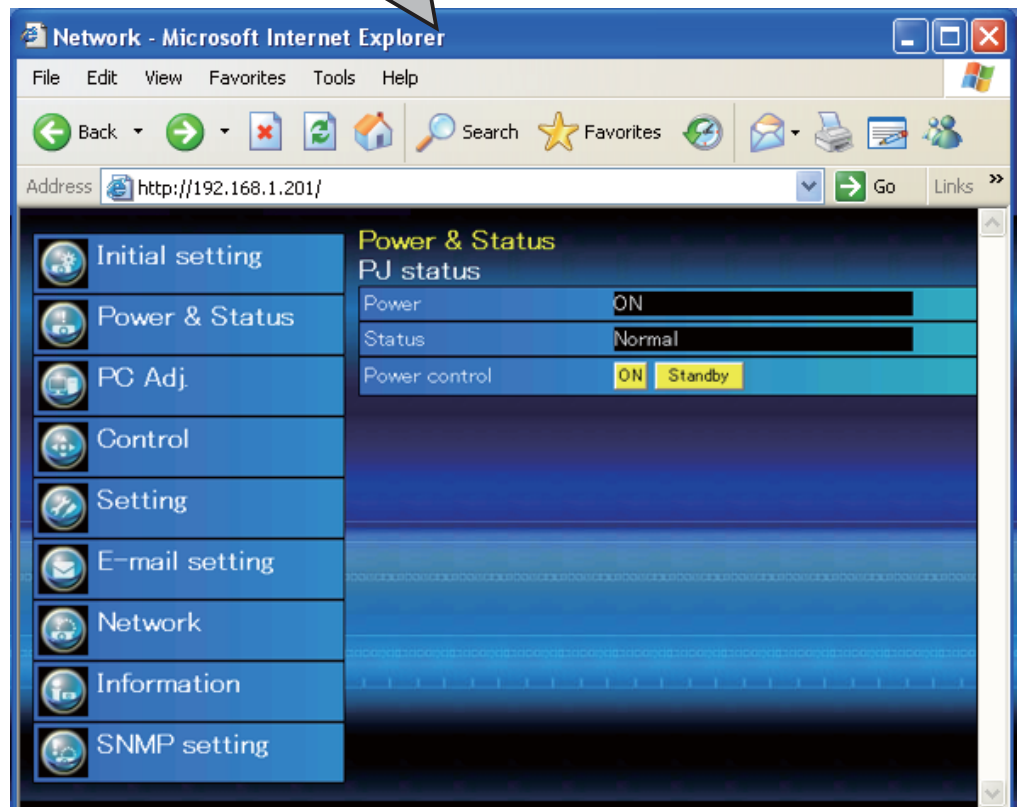 Network - Microsoft Internet Explorer
File Edit View Favorites Tools Help
Back Search Favorites
Address http://192.168.1.201/ Go Links »
Initial setting
Power & Status
PC Adj.
Control
Setting
E-mail setting
Network
Information
SNMP setting
Power & Status
PJ status
Power ON
Status Normal
Power control ON Standby